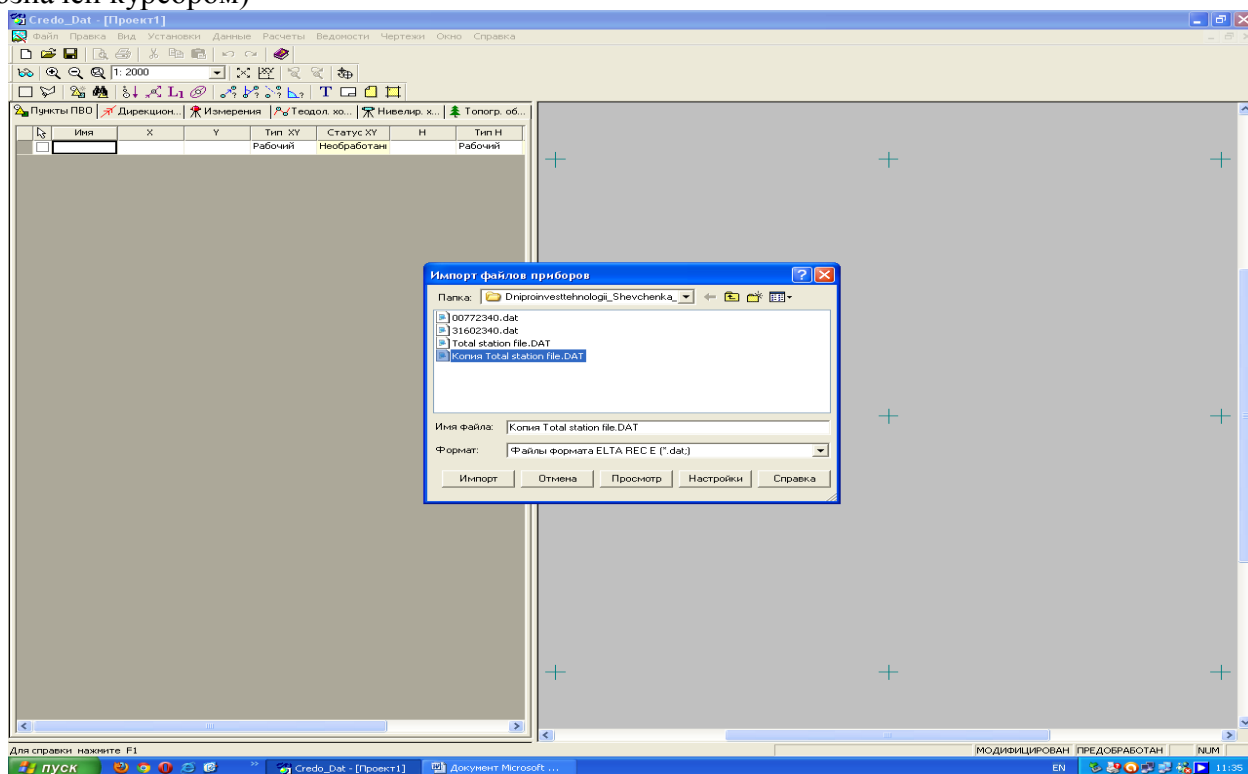 означен курсором)
Credo_Dat - [Проект1]
Файл Правка Вид Установки Данные Расчеты Ведомости Чертежи Окно Справка
1: 2000
Пункты ПВО Дирекцион... Измерения Теодол. хо... Нивелир. х... Топогр. об...
Имя X Y Тип XY Статус XY H Тип H
Рабочий Необработан Рабочий
Импорт файлов приборов
Папка: Dniproinvesttehnologii_Shevchenka_
00772340.dat
31602340.dat
Total station file.DAT
Копия Total station file.DAT
Имя файла: Копия Total station file.DAT
Формат: Файлы формата ELTA REC E (*.dat;)
Импорт Отмена Просмотр Настройки Справка
Для справки нажмите F1
МОДИФИЦИРОВАН ПРЕДОБРАБОТАН NUM
пуск Credo_Dat - [Проект1] Документ Microsoft ... EN 11:35